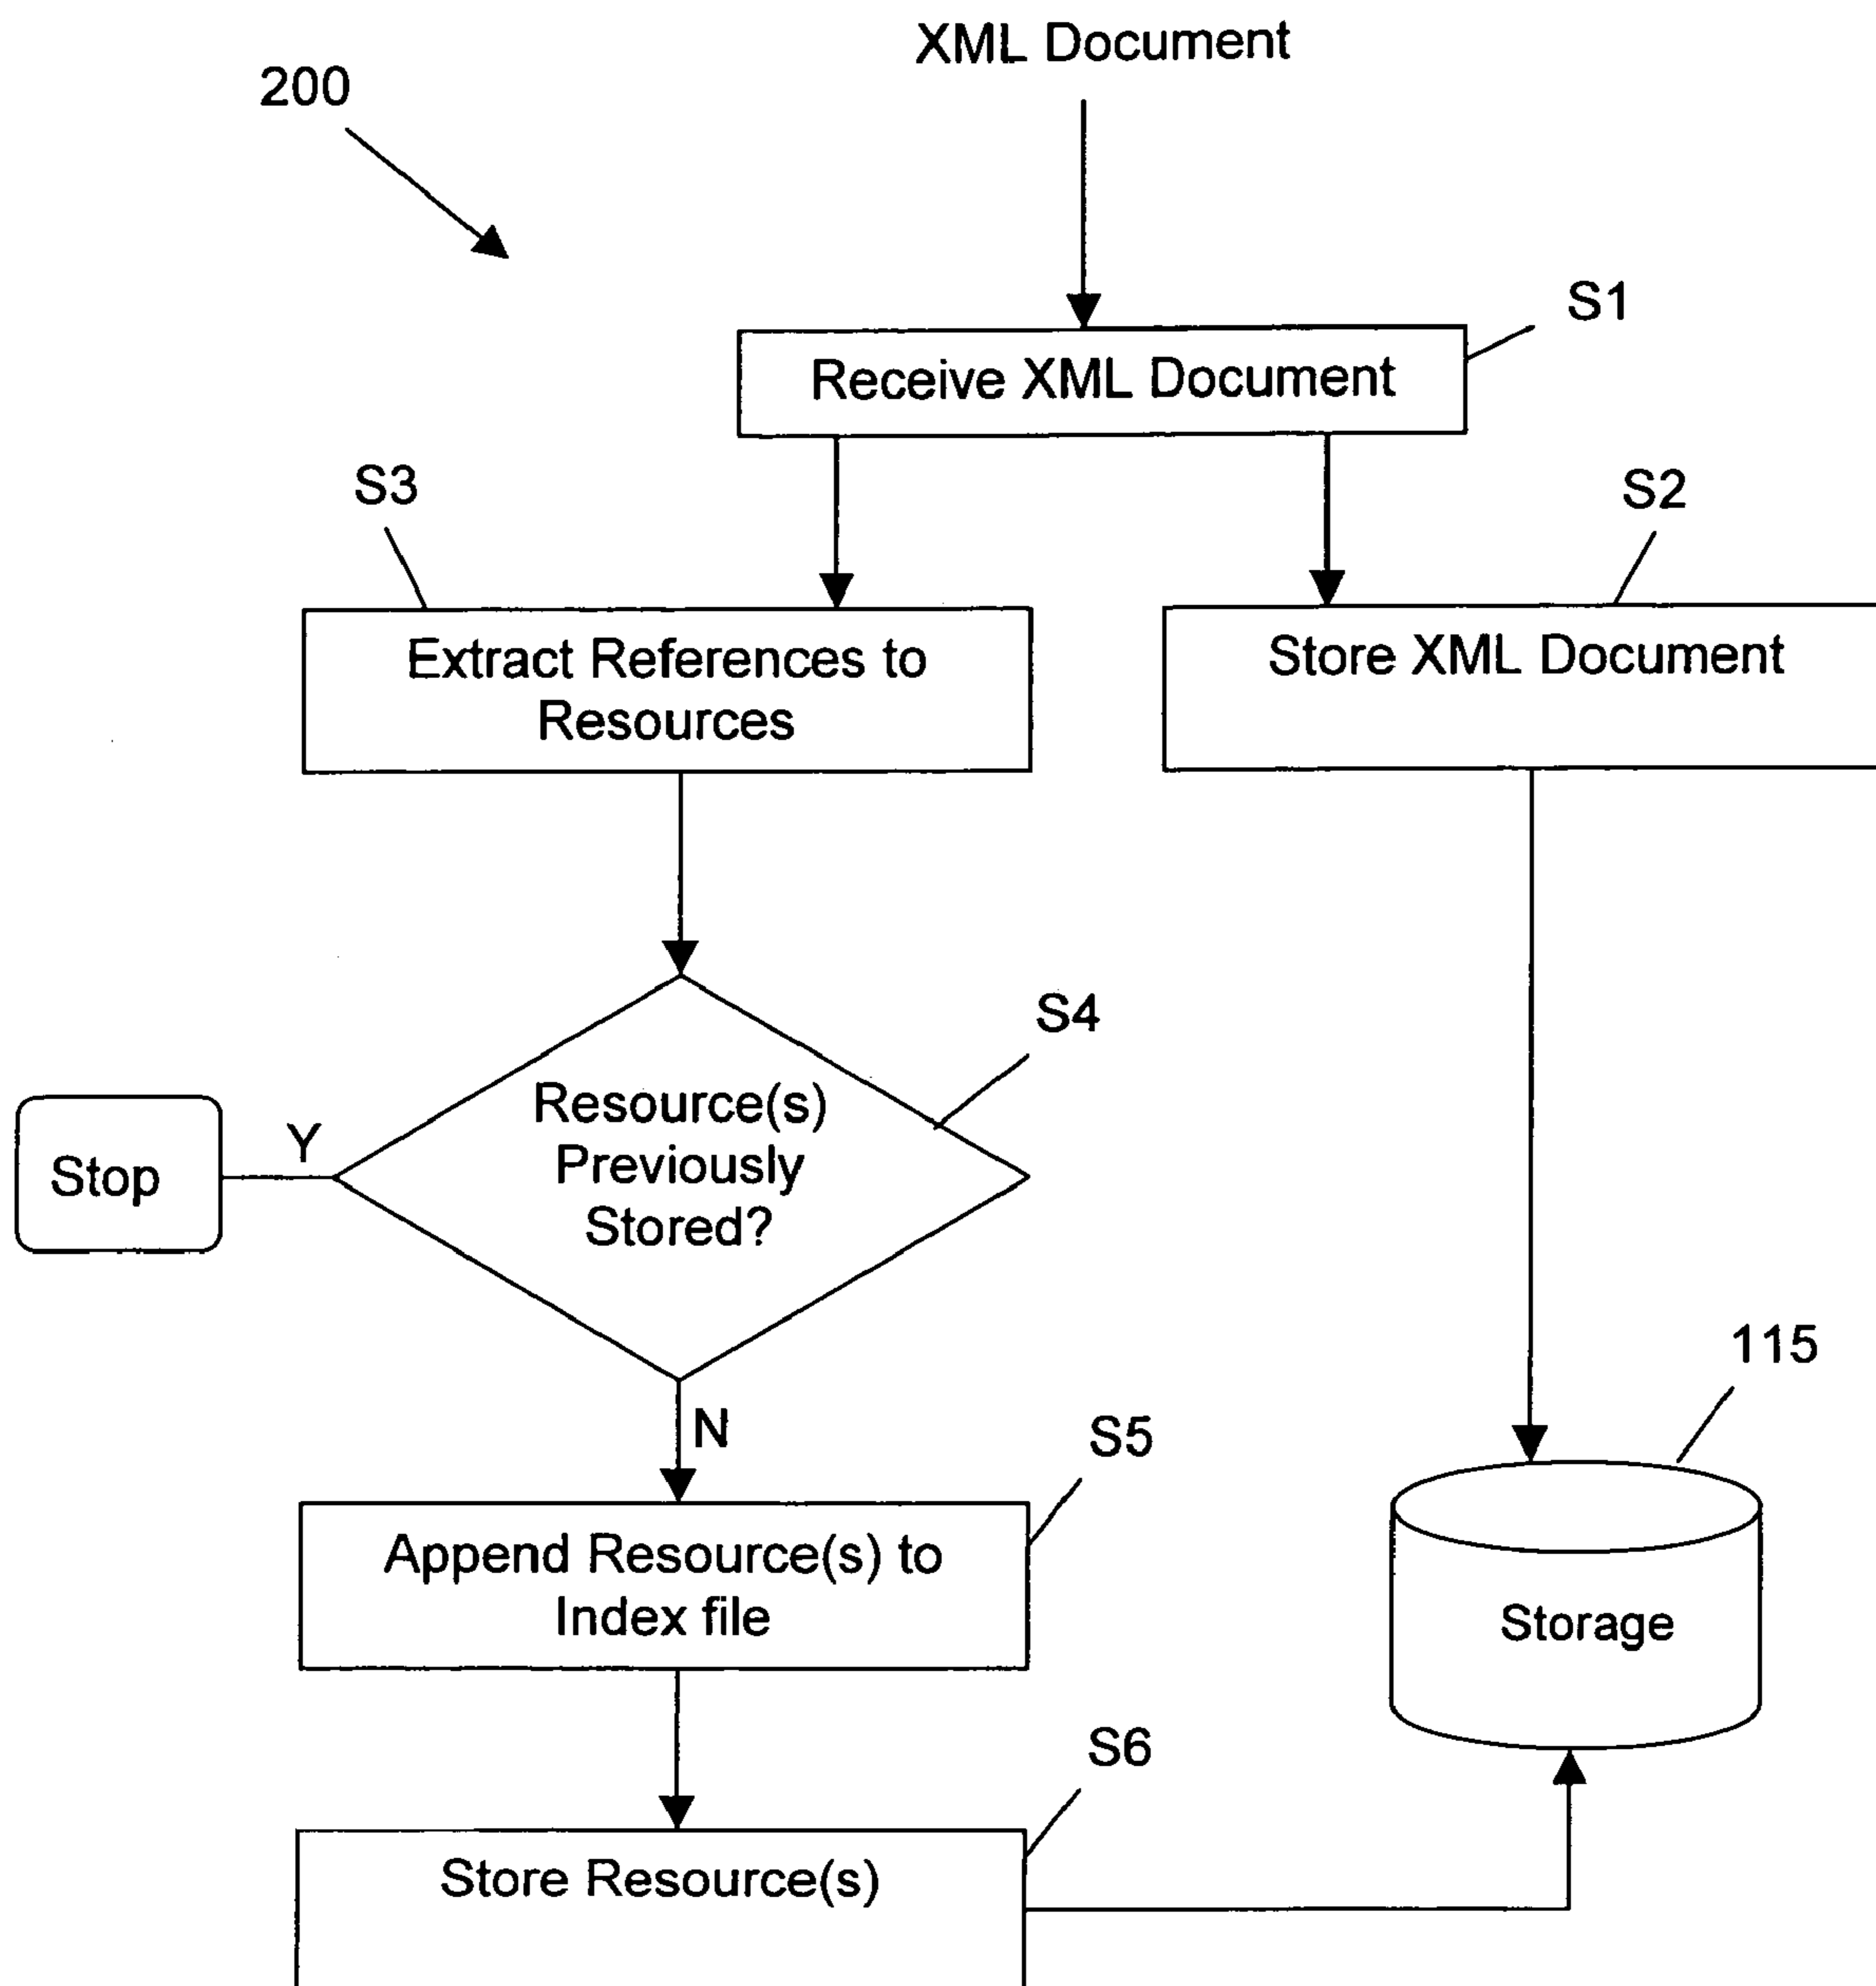 XML Document
200
S1
Receive XML Document
S3
S2
Extract References to
Resources
Store XML Document
S4
Resource(s)
Previously
Stored?
Y
Stop
115
N
S5
Append Resource(s) to
Index file
Storage
S6
Store Resource(s)